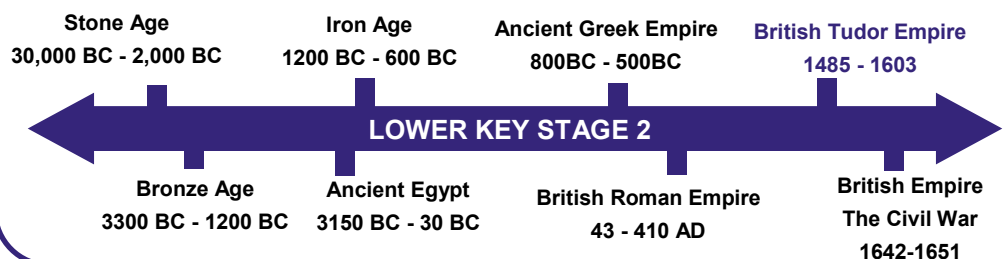 Stone Age
30,000 BC - 2,000 BC
Iron Age
1200 BC - 600 BC
Ancient Greek Empire
800BC - 500BC
British Tudor Empire
1485 - 1603
LOWER KEY STAGE 2
Bronze Age
3300 BC - 1200 BC
Ancient Egypt
3150 BC - 30 BC
British Roman Empire
43 - 410 AD
British Empire
The Civil War
1642-1651